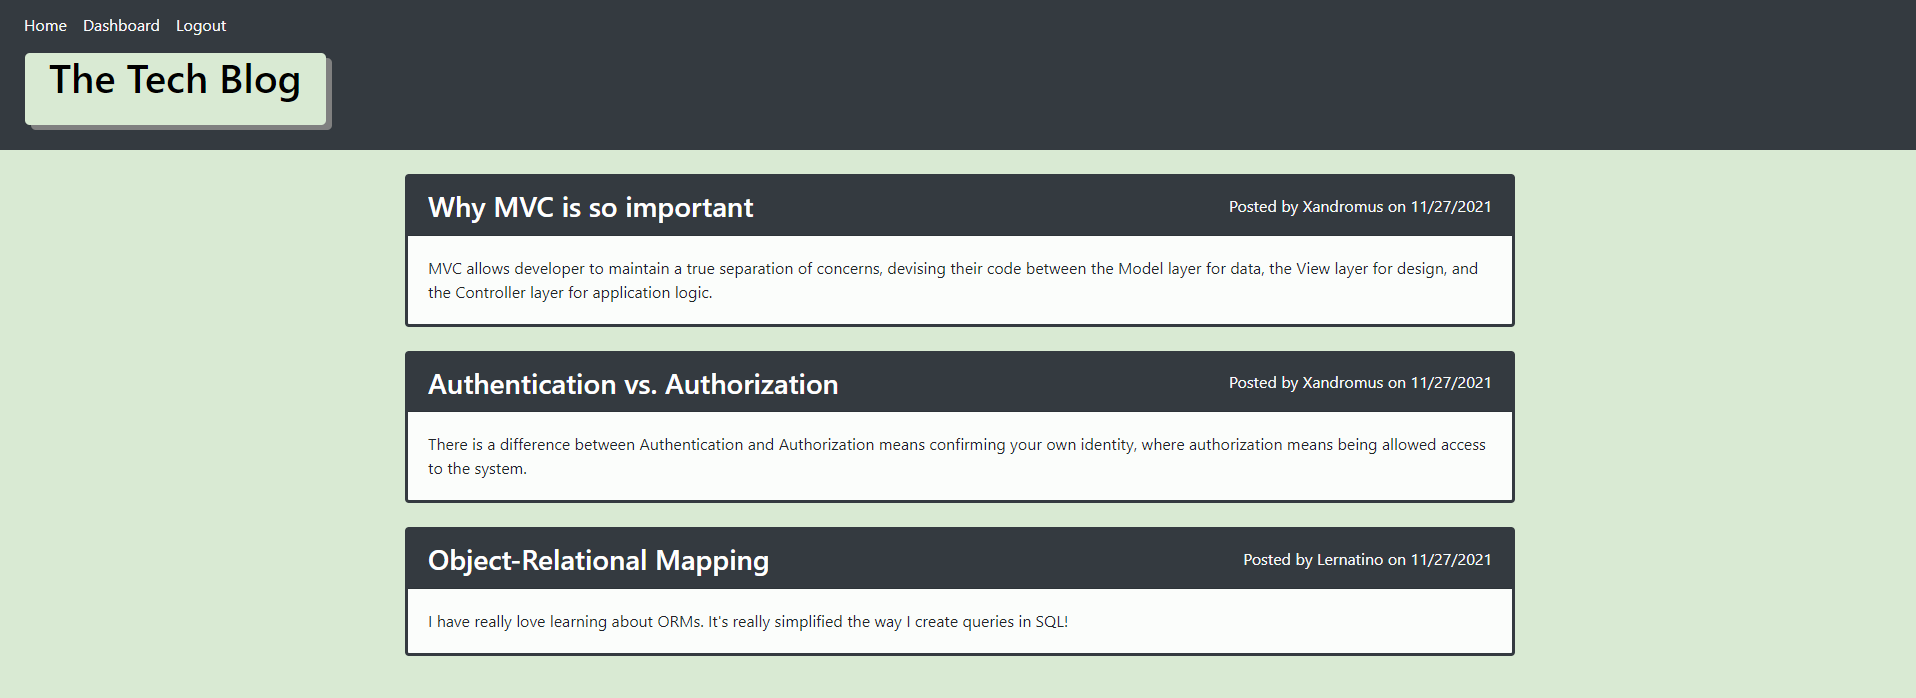 Home Dashboard Logout
The Tech Blog
Why MVC is so important
Posted by Xandromus on 11/27/2021
MVC allows developer to maintain a true separation of concerns, devising their code between the Model layer for data, the View layer for design, and
the Controller layer for application logic.
Authentication vs. Authorization
Posted by Xandromus on 11/27/2021
There is a difference between Authentication and Authorization means confirming your own identity, where authorization means being allowed access
to the system.
Object-Relational Mapping
Posted by Lernatino on 11/27/2021
I have really love learning about ORMs. It's really simplified the way I create queries in SQL!